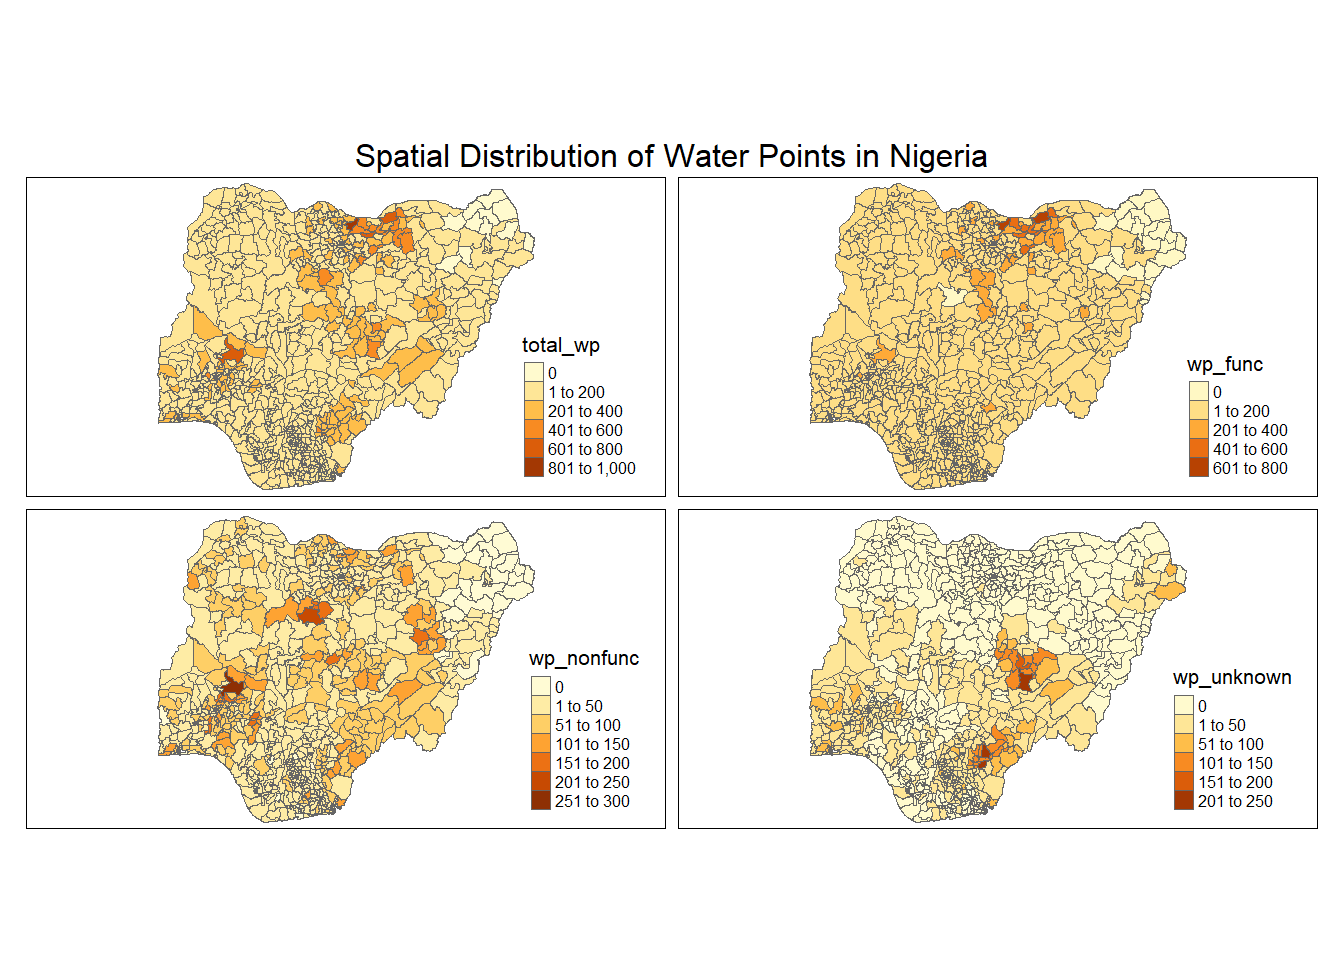 Spatial Distribution of Water Points in Nigeria
total_wp
0
1 to 200
201 to 400
401 to 600
601 to 800
801 to 1,000
wp_func
0
1 to 200
201 to 400
401 to 600
601 to 800
wp_nonfunc
0
1 to 50
51 to 100
101 to 150
151 to 200
201 to 250
251 to 300
wp_unknown
0
1 to 50
51 to 100
101 to 150
151 to 200
201 to 250